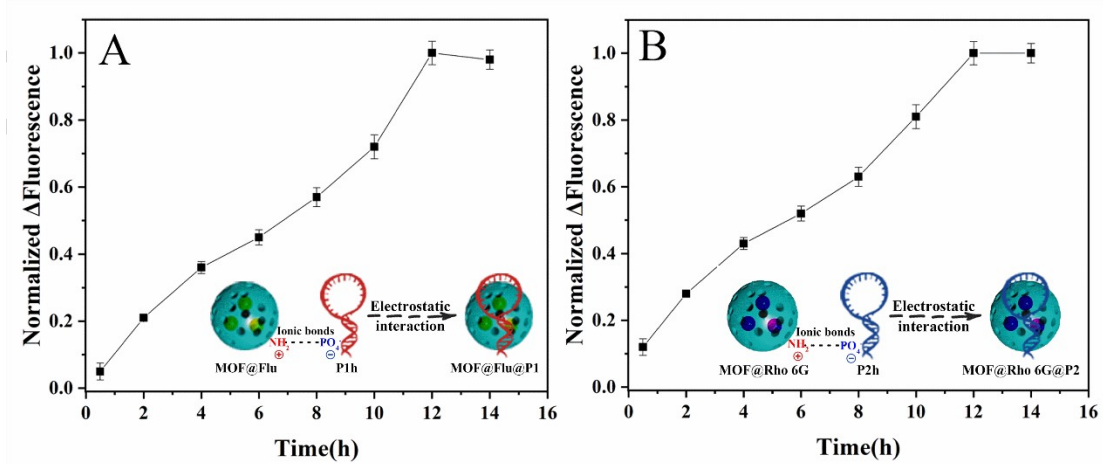 A
Normalized ΔFluorescence
1.0
0.8
0.6
0.4
0.2
0.0
0 2 4 6 8 10 12 14 16
Time(h)
Ionic bonds
NH2
⊕
PO4
⊖
MOF@Flu
P1h
Electrostatic
interaction
MOF@Flu@P1
B
Normalized ΔFluorescence
1.0
0.8
0.6
0.4
0.2
0.0
0 2 4 6 8 10 12 14 16
Time(h)
Ionic bonds
NH2
⊕
PO4
⊖
MOF@Rho 6G
P2h
Electrostatic
interaction
MOF@Rho 6G@P2